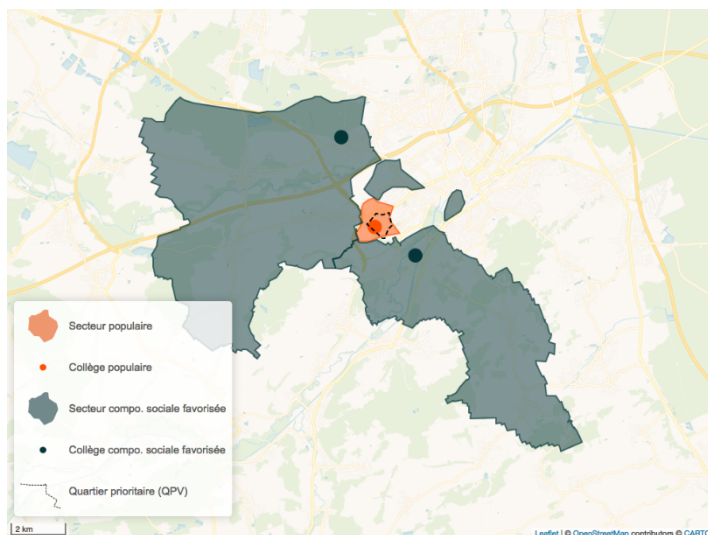 Secteur populaire
Collège populaire
Secteur compo. sociale favorisée
Collège compo. sociale favorisée
Quartier prioritaire (QPV)
2 km
Leaflet | © OpenStreetMap contributors © CARTO